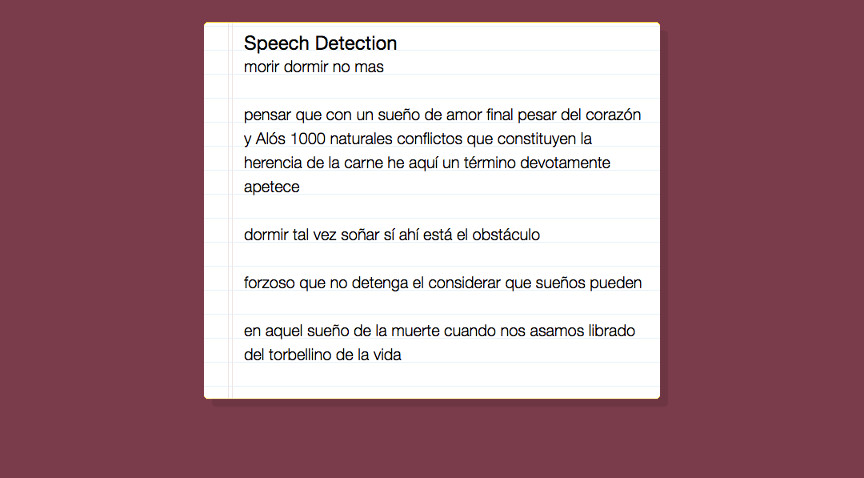 Speech Detection
morir dormir no mas
pensar que con un sueño de amor final pesar del corazón
y Alós 1000 naturales conflictos que constituyen la
herencia de la carne he aquí un término devotamente
apetece
dormir tal vez soñar sí ahí está el obstáculo
forzoso que no detenga el considerar que sueños pueden
en aquel sueño de la muerte cuando nos asamos librado
del torbellino de la vida